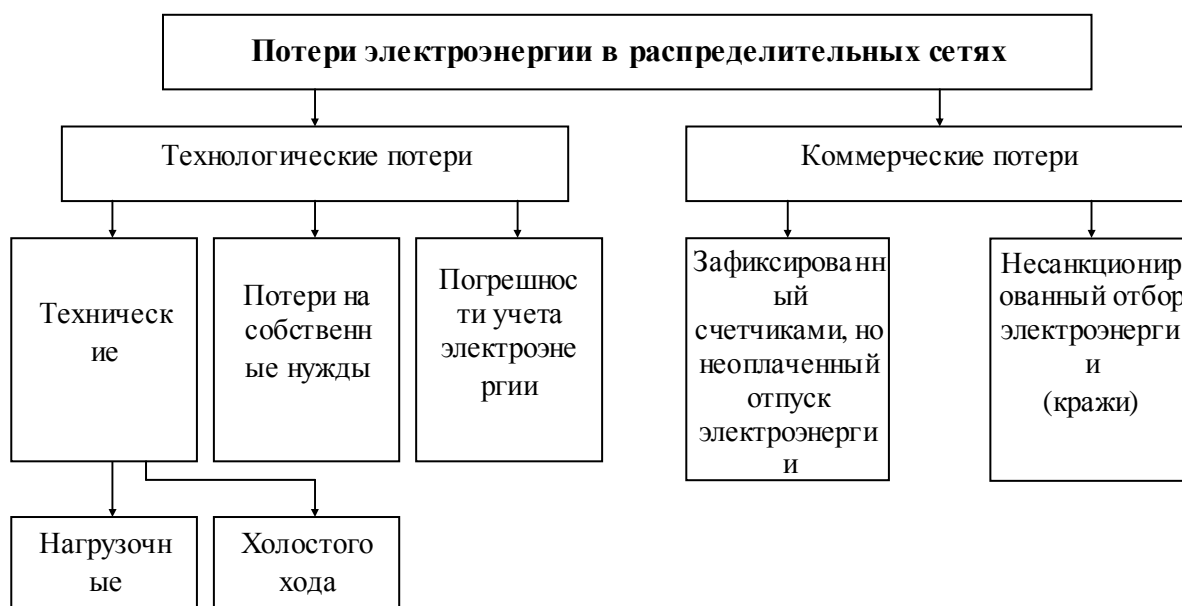 Потери электроэнергии в распределительных сетях
Технологические потери
Коммерческие потери
Техническ
ие
Потери на
собственн
ые нужды
Погрешнос
ти учета
электроэне
ргии
Зафиксированн
ый
счетчиками, но
неоплаченный
отпуск
электроэнерги
и
Несанкционир
ованный отбор
электроэнерги
и
(кражи)
Нагрузочн
ые
Холостого
хода